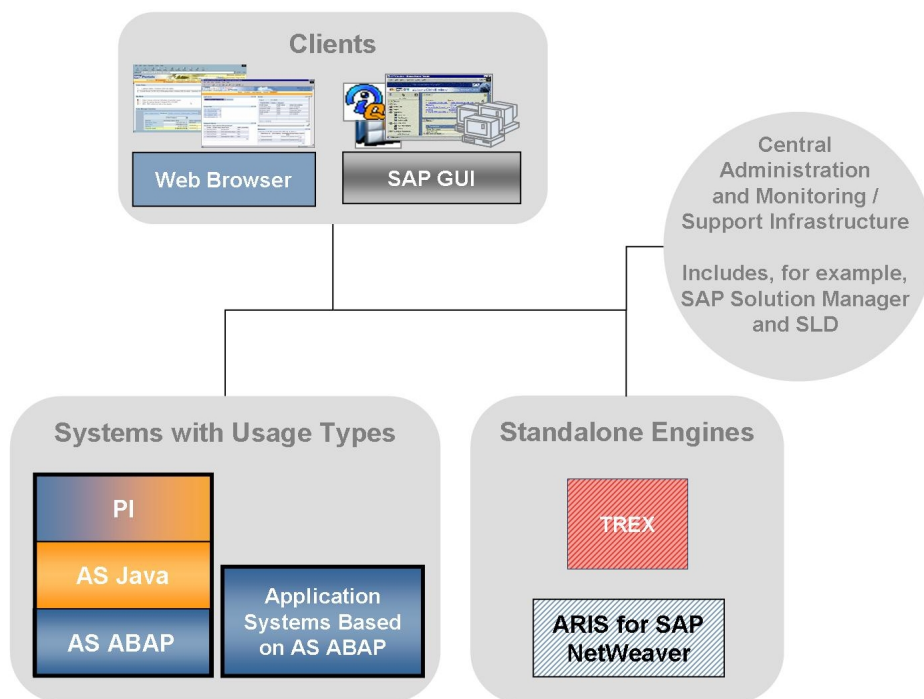 Clients
Web Browser
SAP GUI
Central
Administration
and Monitoring /
Support Infrastructure
Includes, for example,
SAP Solution Manager
and SLD
Systems with Usage Types
PI
AS Java
AS ABAP
Application
Systems Based
on AS ABAP
Standalone Engines
TREX
ARIS for SAP
NetWeaver